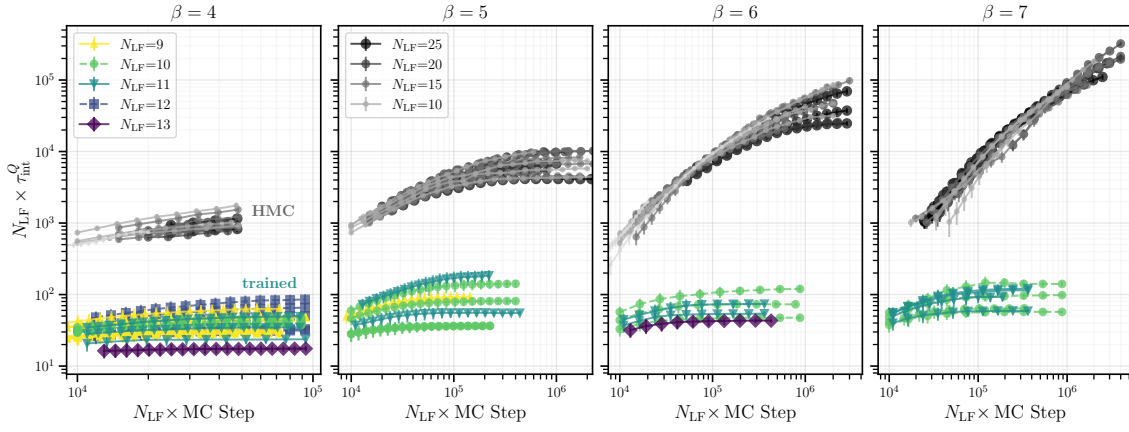 β = 4
β = 5
β = 6
β = 7
N_LF × τ_int^Q
10^5
10^4
10^3
10^2
10^1
N_LF=9
N_LF=10
N_LF=11
N_LF=12
N_LF=13
N_LF=25
N_LF=20
N_LF=15
N_LF=10
HMC
trained
10^4
10^5
10^4
10^5
10^6
10^4
10^5
10^6
10^4
10^5
10^6
N_LF× MC Step
N_LF× MC Step
N_LF× MC Step
N_LF× MC Step